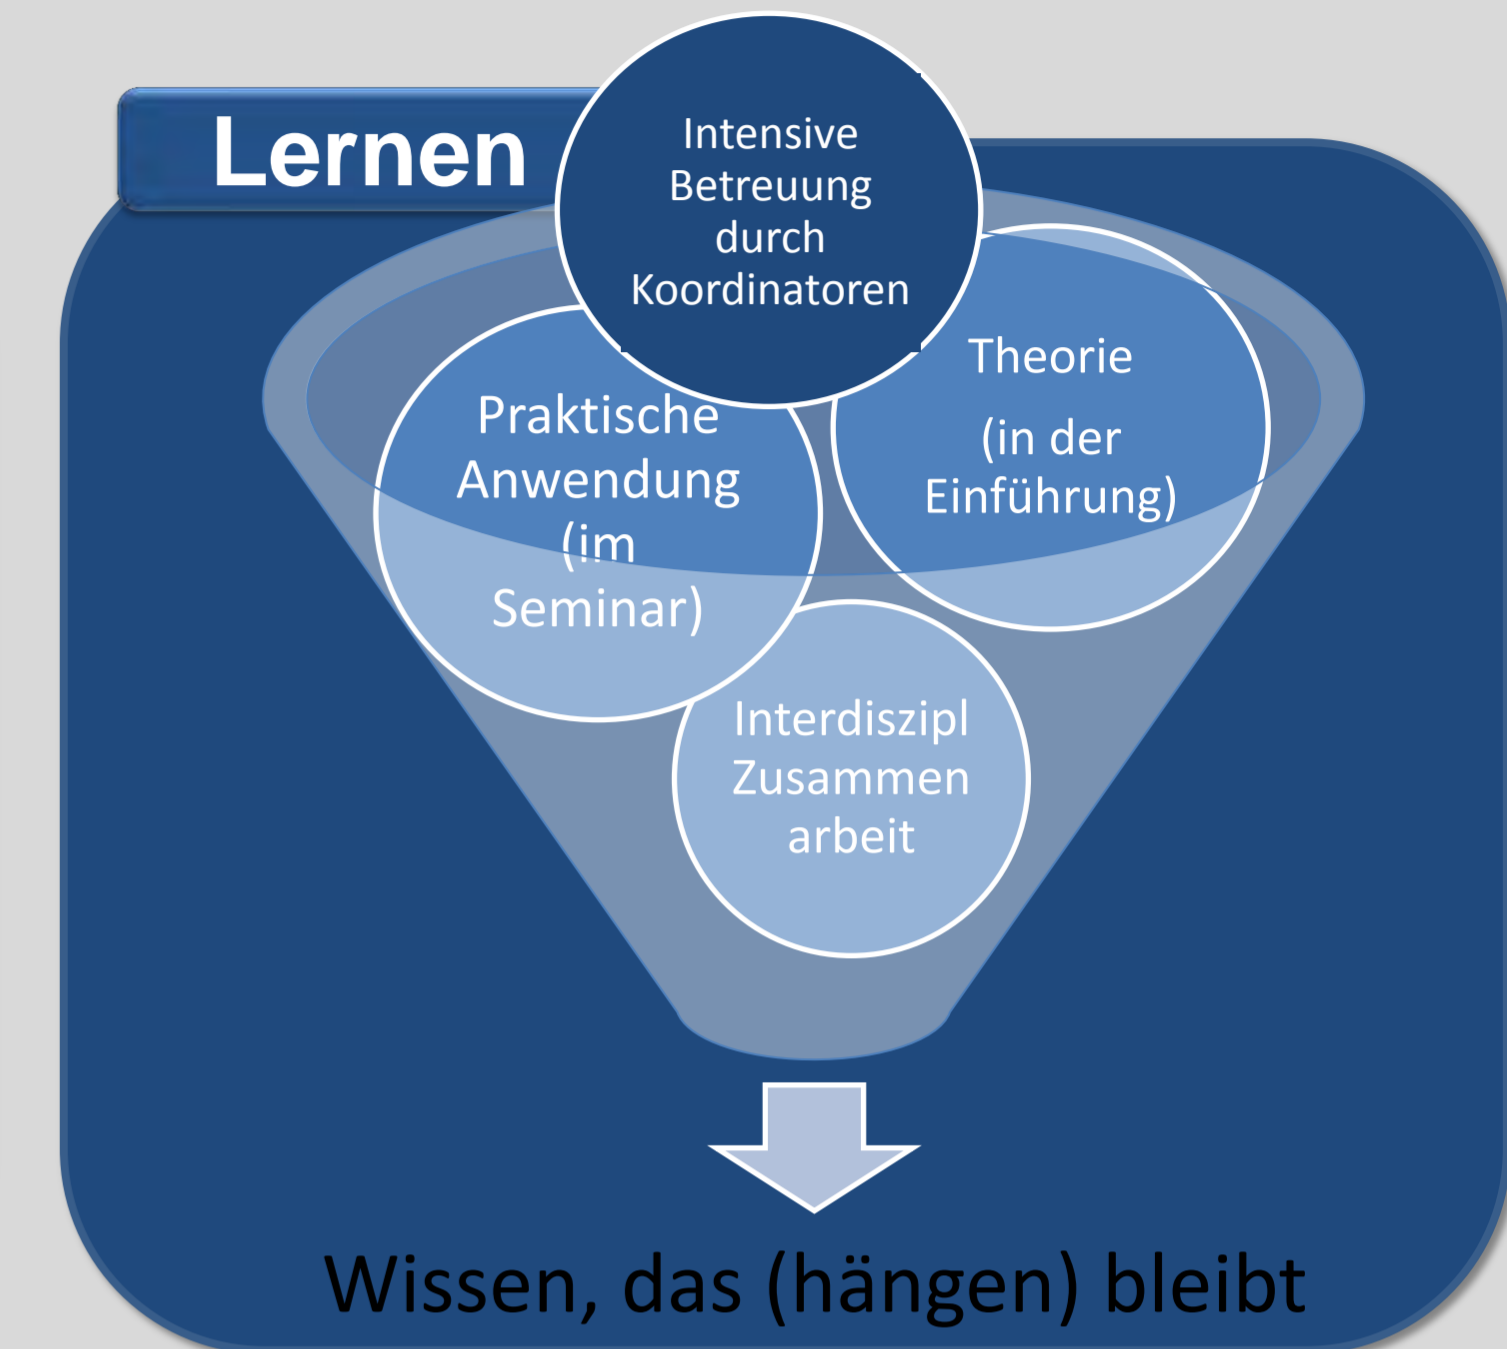 Lernen
Intensive
Betreuung
durch
Koordinatoren
Theorie
(in der
Einführung)
Praktische
Anwendung
(im
Seminar)
Interdiszipl
Zusammen
arbeit
Wissen, das (hängen) bleibt